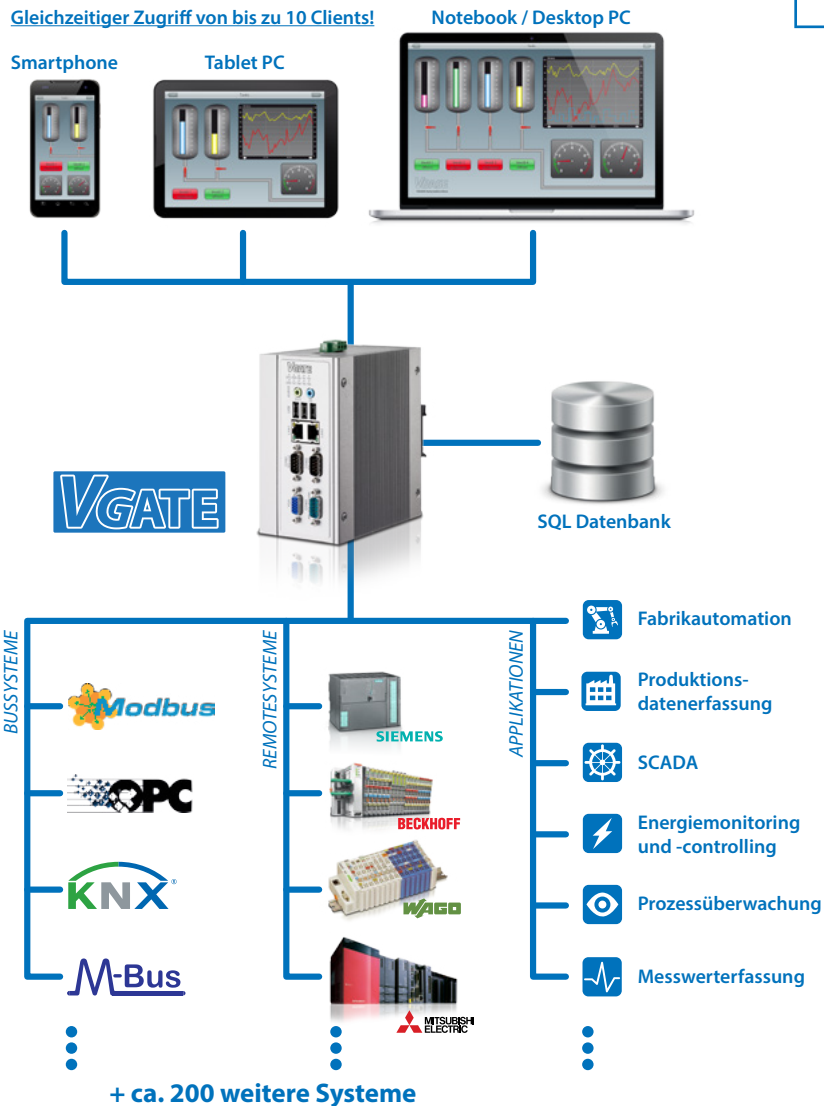 Gleichzeitiger Zugriff von bis zu 10 Clients!
Notebook / Desktop PC
Smartphone
Tablet PC
VGATE
SQL Datenbank
BUSSYSTEME
Modbus
OPC
KNX®
M-Bus
REMOTESYSTEME
SIEMENS
BECKHOFF
WAGO
MITSUBISHI
ELECTRIC
APPLIKATIONEN
Fabrikautomation
Produktions-
datenerfassung
SCADA
Energiemonitoring
und -controlling
Prozessüberwachung
Messwerterfassung
+ ca. 200 weitere Systeme